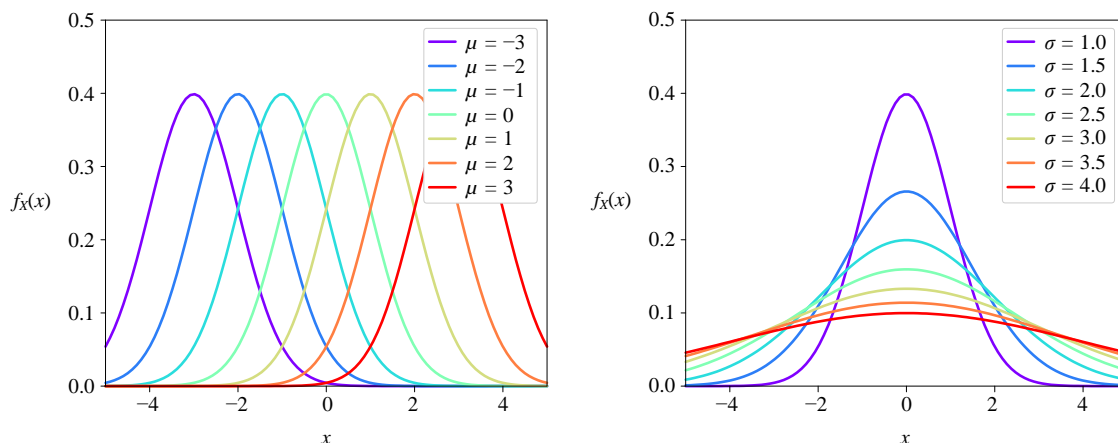 0.5
0.4
0.3
0.2
0.1
0.0
−4
−2
0
2
4
f_X(x)
x
μ = −3
μ = −2
μ = −1
μ = 0
μ = 1
μ = 2
μ = 3
0.5
0.4
0.3
0.2
0.1
0.0
−4
−2
0
2
4
f_X(x)
x
σ = 1.0
σ = 1.5
σ = 2.0
σ = 2.5
σ = 3.0
σ = 3.5
σ = 4.0